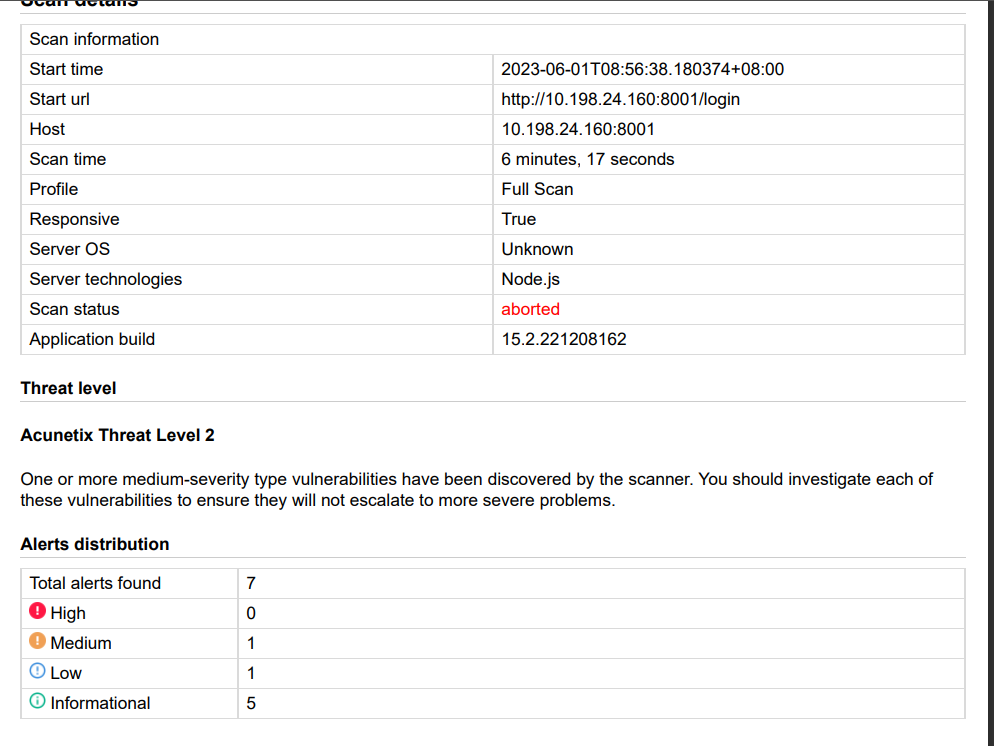 Scan details
Scan information
Start time 2023-06-01T08:56:38.180374+08:00
Start url http://10.198.24.160:8001/login
Host 10.198.24.160:8001
Scan time 6 minutes, 17 seconds
Profile Full Scan
Responsive True
Server OS Unknown
Server technologies Node.js
Scan status aborted
Application build 15.2.221208162
Threat level
Acunetix Threat Level 2
One or more medium-severity type vulnerabilities have been discovered by the scanner. You should investigate each of
these vulnerabilities to ensure they will not escalate to more severe problems.
Alerts distribution
Total alerts found 7
High 0
Medium 1
Low 1
Informational 5